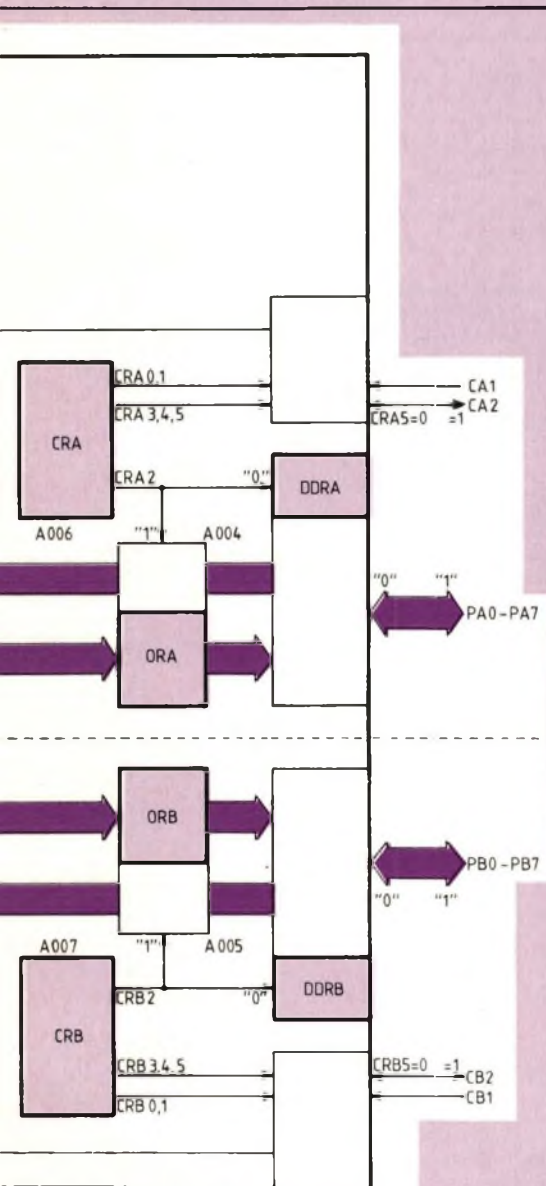 CRA 0,1
CA1
CRA 3,4,5
CA2
CRA5=0 =1
CRA
CRA 2
"0"
DDRA
A006
"1"
A004
"0" "1"
PA0-PA7
ORA
ORB
PB0-PB7
"0" "1"
A007
"1"
A005
CRB2
"0"
DDRB
CRB
CRB 3,4,5
CRB5=0 =1
CB2
CRB 0,1
CB1